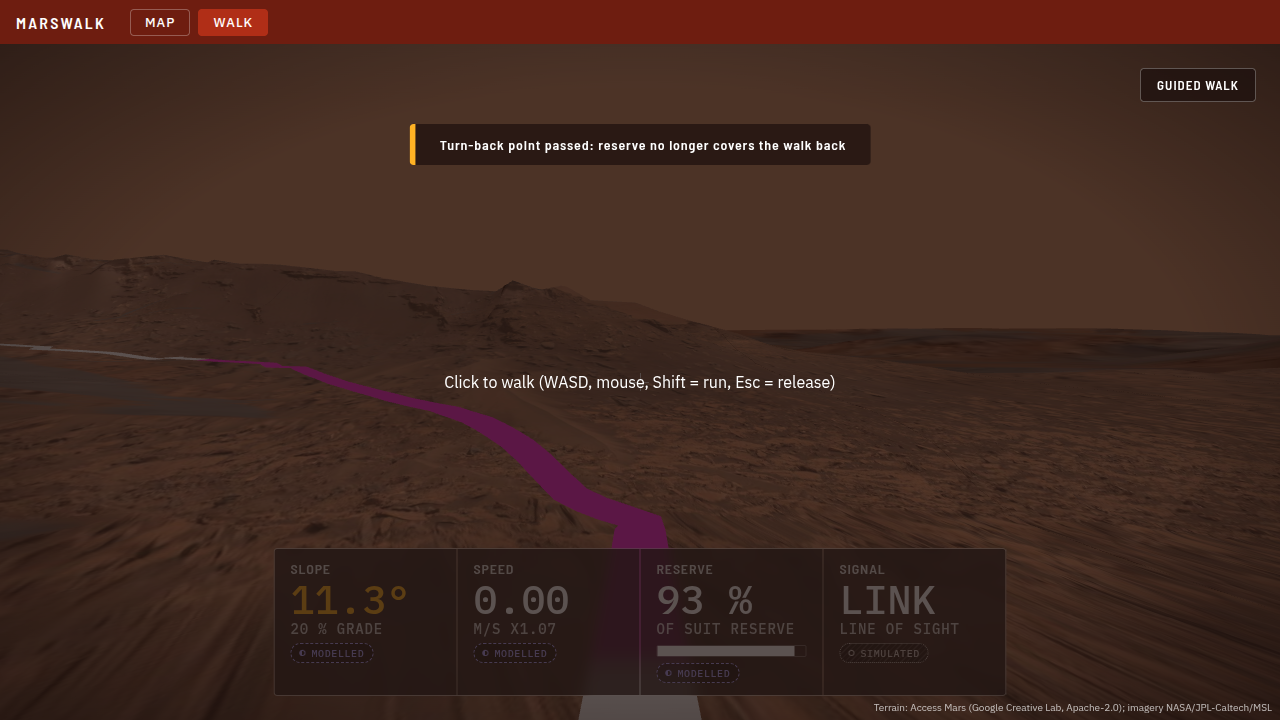 MARSWALK
MAP
WALK
GUIDED WALK
Turn-back point passed: reserve no longer covers the walk back
Click to walk (WASD, mouse, Shift = run, Esc = release)
SLOPE
11.3°
20 % GRADE
MODELLED
SPEED
0.00
M/S X1.07
MODELLED
RESERVE
93 %
OF SUIT RESERVE
MODELLED
SIGNAL
LINK
LINE OF SIGHT
SIMULATED
Terrain: Access Mars (Google Creative Lab, Apache-2.0); imagery NASA/JPL-Caltech/MSL